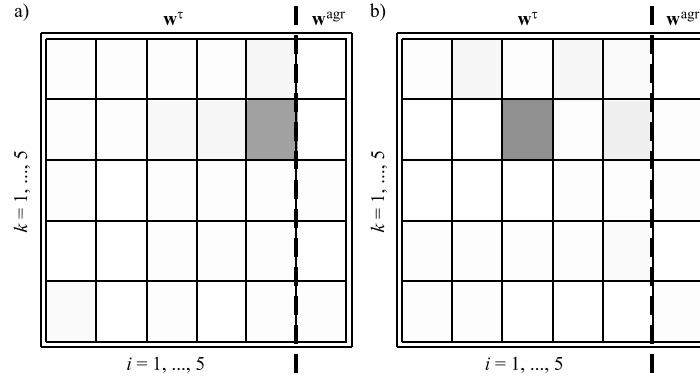 a)
w^τ
w^agr
k = 1, ..., 5
i = 1, ..., 5
b)
w^τ
w^agr
k = 1, ..., 5
i = 1, ..., 5